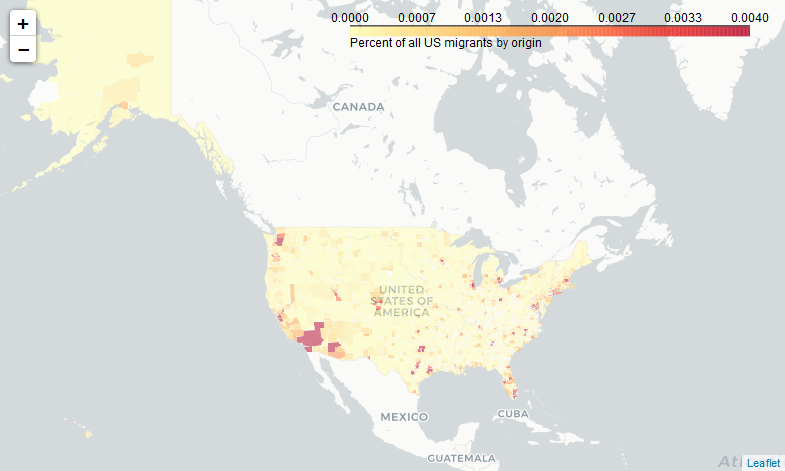 +
−
0.0000 0.0007 0.0013 0.0020 0.0027 0.0033 0.0040
Percent of all US migrants by origin
CANADA
UNITED
STATES OF
AMERICA
MEXICO
CUBA
GUATEMALA
Leaflet